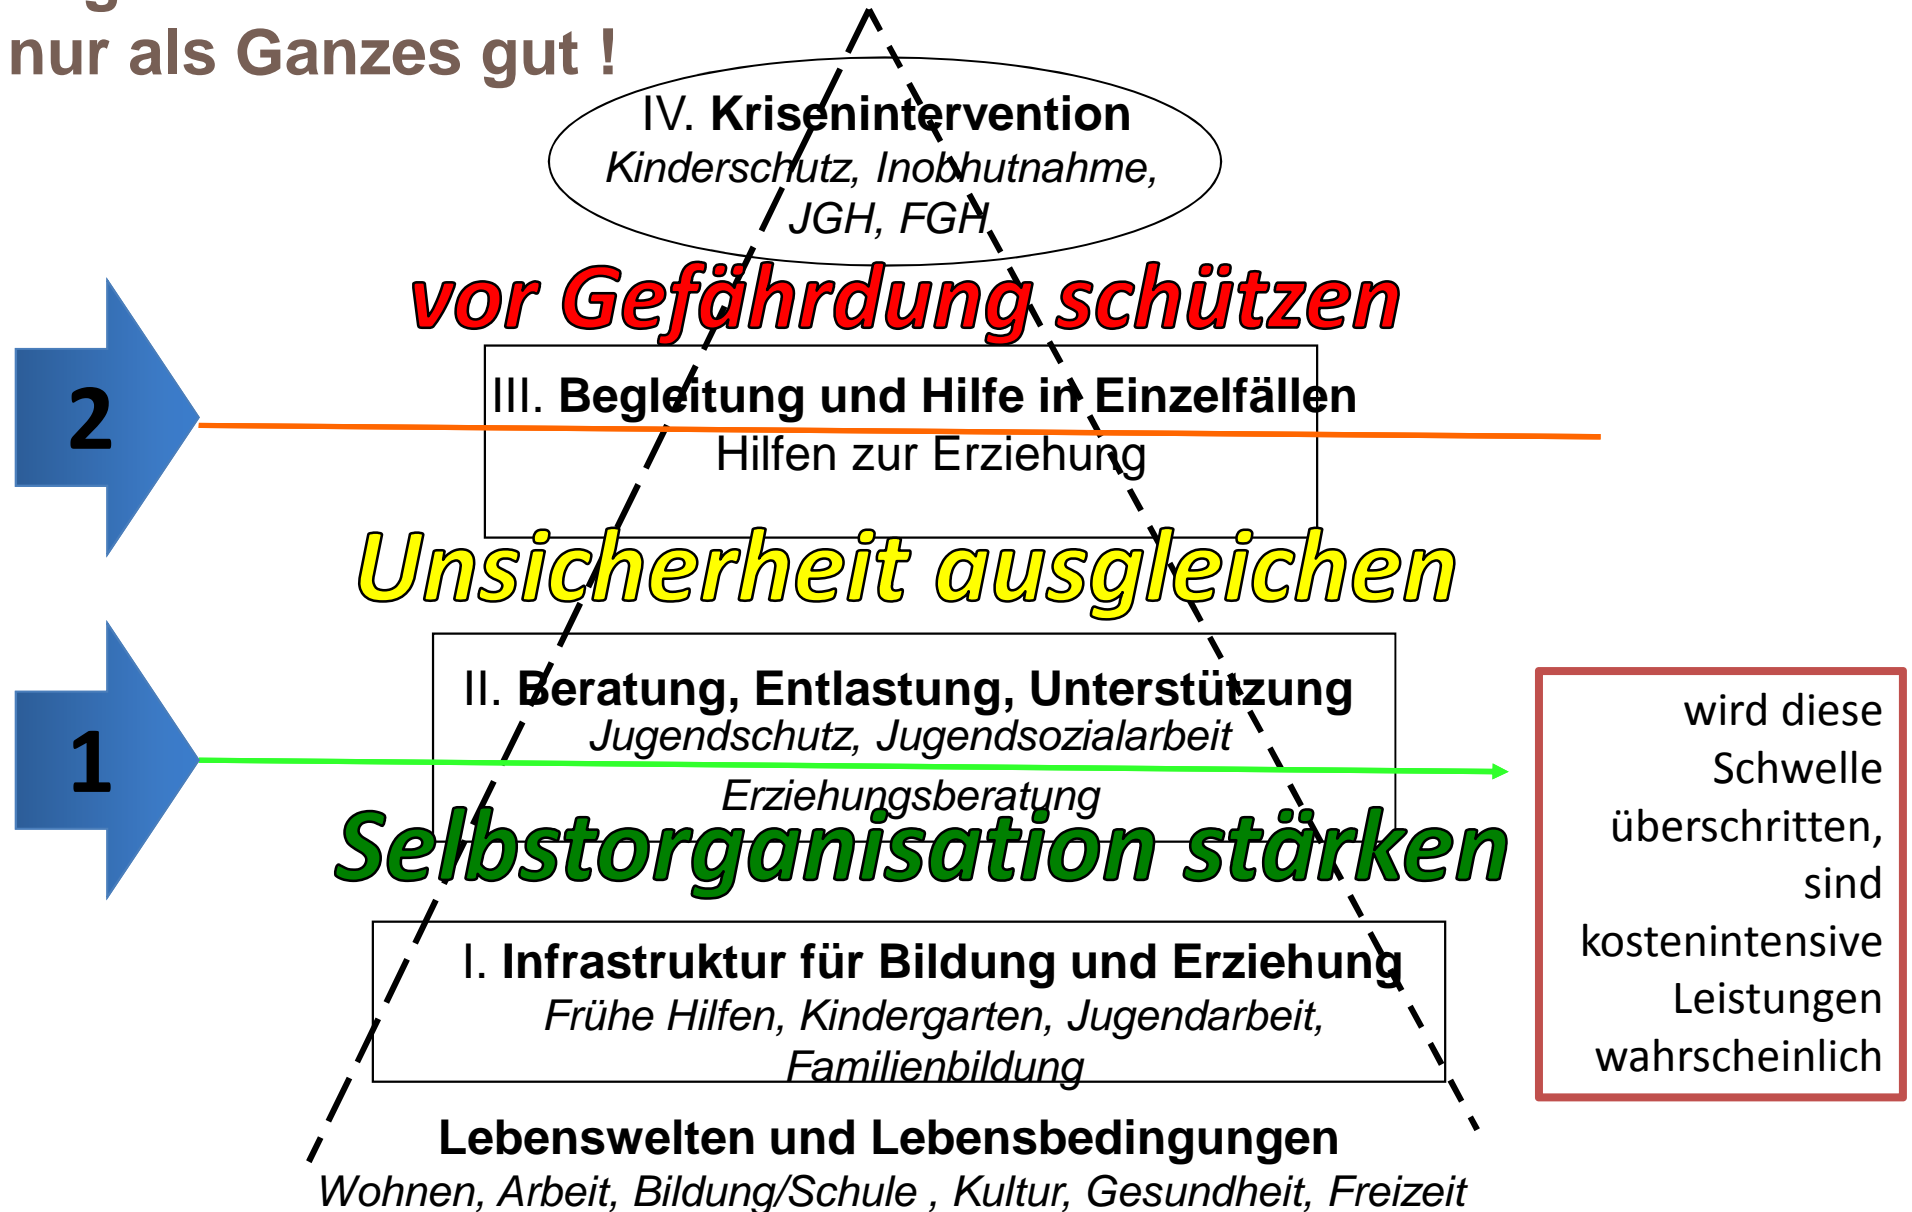 nur als Ganzes gut !
IV. Krisenintervention
Kinderschutz, Inobhutnahme,
JGH, FGH
vor Gefährdung schützen
2
III. Begleitung und Hilfe in Einzelfällen
Hilfen zur Erziehung
Unsicherheit ausgleichen
1
II. Beratung, Entlastung, Unterstützung
Jugendschutz, Jugendsozialarbeit
Erziehungsberatung
Selbstorganisation stärken
wird diese
Schwelle
überschritten,
sind
kostenintensive
Leistungen
wahrscheinlich
I. Infrastruktur für Bildung und Erziehung
Frühe Hilfen, Kindergarten, Jugendarbeit,
Familienbildung
Lebenswelten und Lebensbedingungen
Wohnen, Arbeit, Bildung/Schule , Kultur, Gesundheit, Freizeit